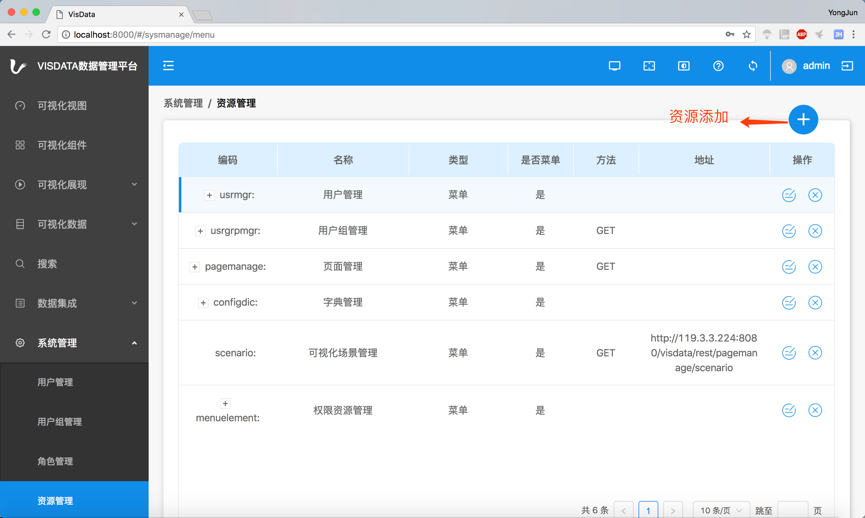 VisData
YongJun
localhost:8000/#/sysmanage/menu
ABP
JH
VISDATA数据管理平台
admin
可视化视图
可视化组件
可视化展现
可视化数据
搜索
数据集成
系统管理
用户管理
用户组管理
角色管理
资源管理
系统管理 / 资源管理
资源添加
编码 名称 类型 是否菜单 方法 地址 操作
usrmgr: 用户管理 菜单 是
usrgrpmgr: 用户组管理 菜单 是 GET
pagemanage: 页面管理 菜单 是 GET
configdic: 字典管理 菜单 是
scenario: 可视化场景管理 菜单 是 GET http://119.3.3.224:808
0/visdata/rest/pageman
age/scenario
menuelement: 权限资源管理 菜单 是
共 6 条 < 1 > 10 条/页 跳至 页